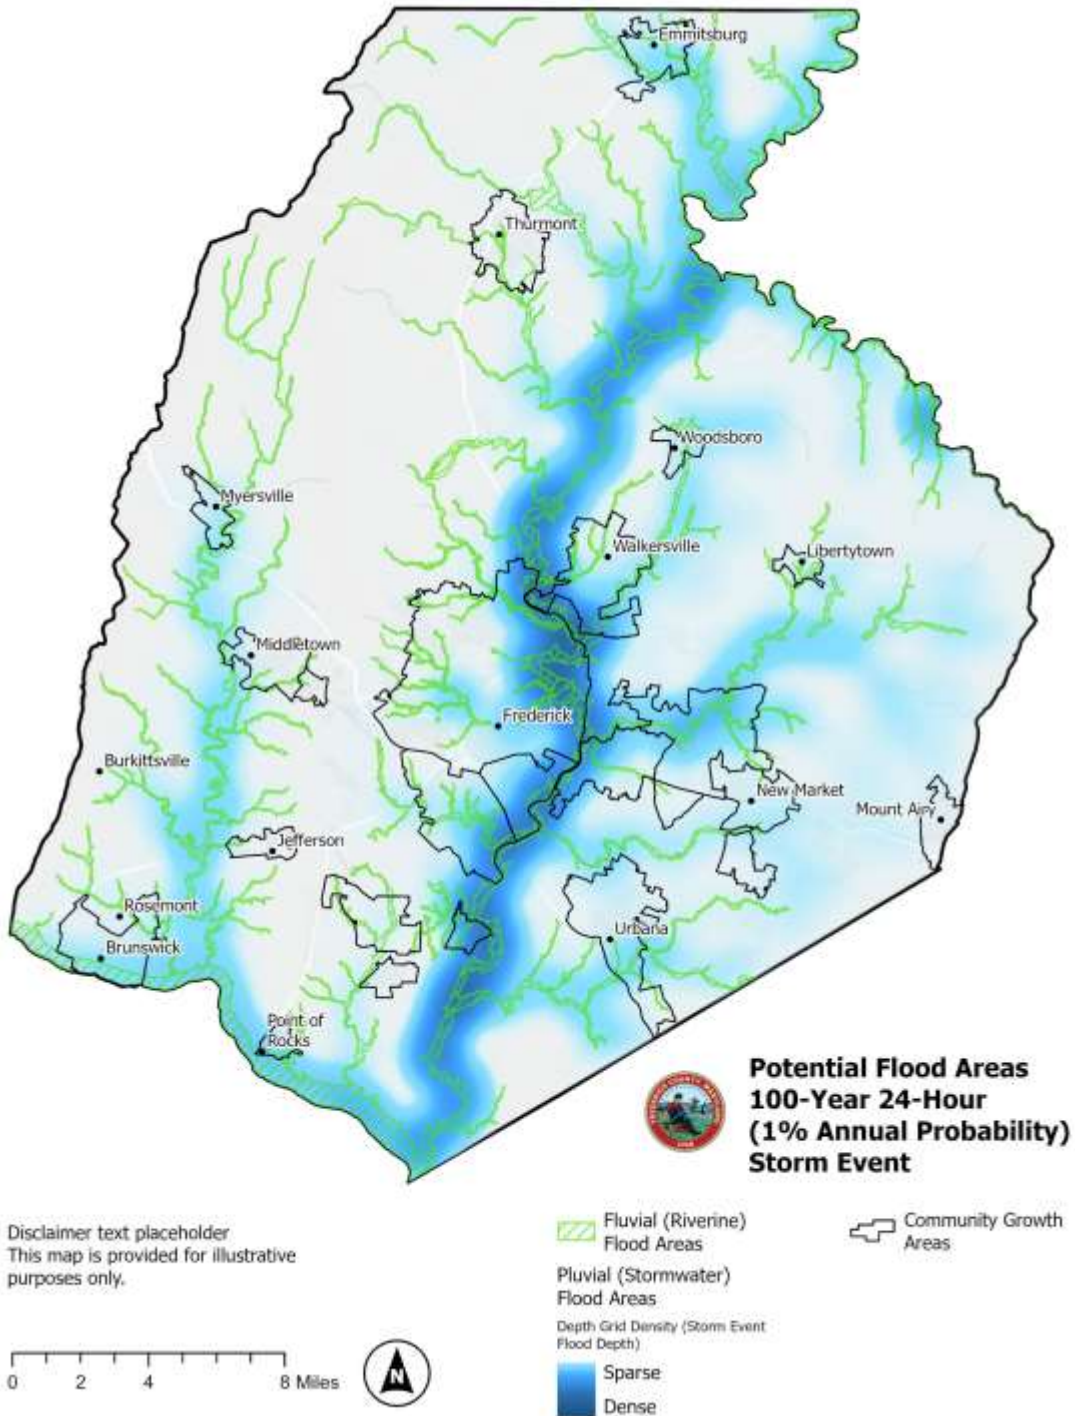 Emmitsburg
Thurmont
Woodsboro
Myersville
Walkersville
Libertytown
Middletown
Frederick
Burkittsville
New Market
Mount Airy
Jefferson
Rosemont
Urbana
Brunswick
Point of
Rocks
Potential Flood Areas
100-Year 24-Hour
(1% Annual Probability)
Storm Event
Disclaimer text placeholder
This map is provided for illustrative
purposes only.
0 2 4 8 Miles
N
Fluvial (Riverine)
Flood Areas
Pluvial (Stormwater)
Flood Areas
Depth Grid Density (Storm Event
Flood Depth)
Sparse
Dense
Community Growth
Areas